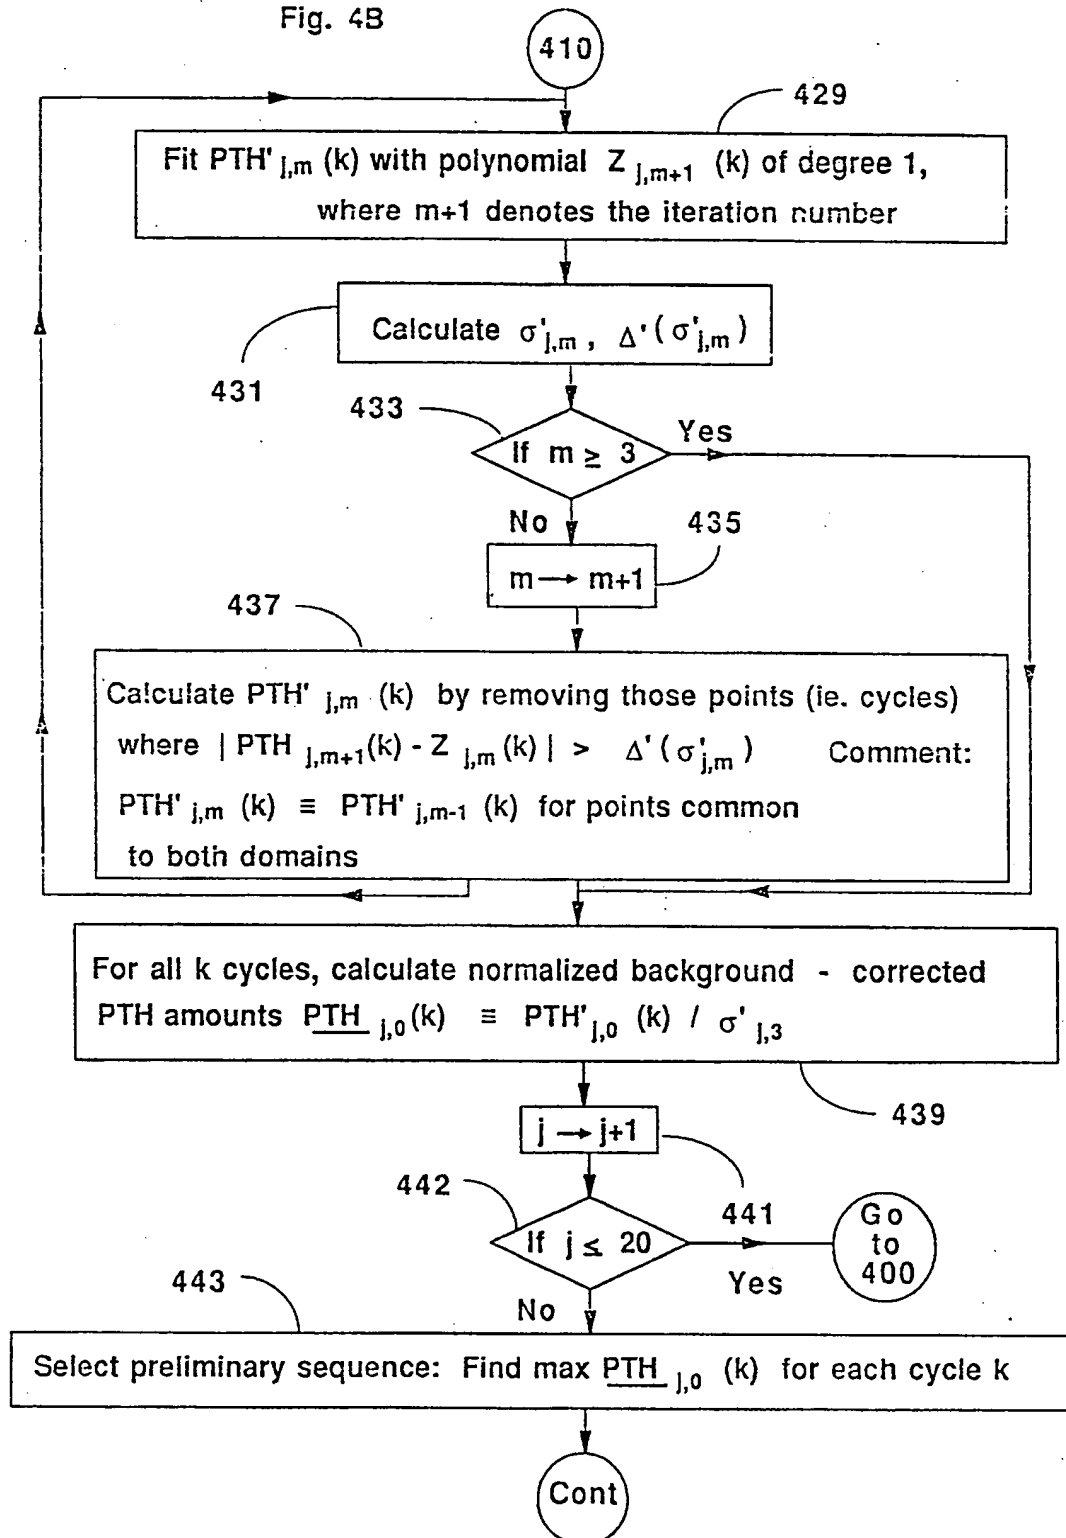 Fig. 4B
410
429
Fit PTH' j,m (k) with polynomial Z j,m+1 (k) of degree 1,
where m+1 denotes the iteration number
Calculate σ'j,m , Δ'(σ'j,m)
431
433
If m ≥ 3
Yes
No
435
m → m+1
437
Calculate PTH' j,m (k) by removing those points (ie. cycles)
where | PTH j,m+1(k) - Z j,m(k) | > Δ'(σ'j,m) Comment:
PTH' j,m (k) ≡ PTH' j,m-1 (k) for points common
to both domains
For all k cycles, calculate normalized background - corrected
PTH amounts PTH j,0(k) ≡ PTH' j,0 (k) / σ' j,3
439
j → j+1
442
441
If j ≤ 20
Yes
Go
to
400
443
No
Select preliminary sequence: Find max PTH j,0 (k) for each cycle k
Cont